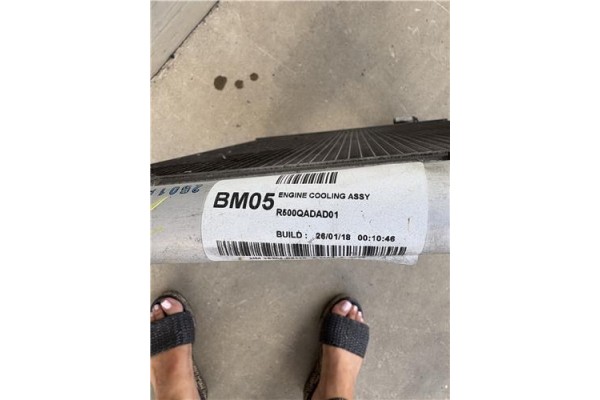 BM05
ENGINE COOLING ASSY
R500QADAD01
BUILD : 26/01/18 00:10:46